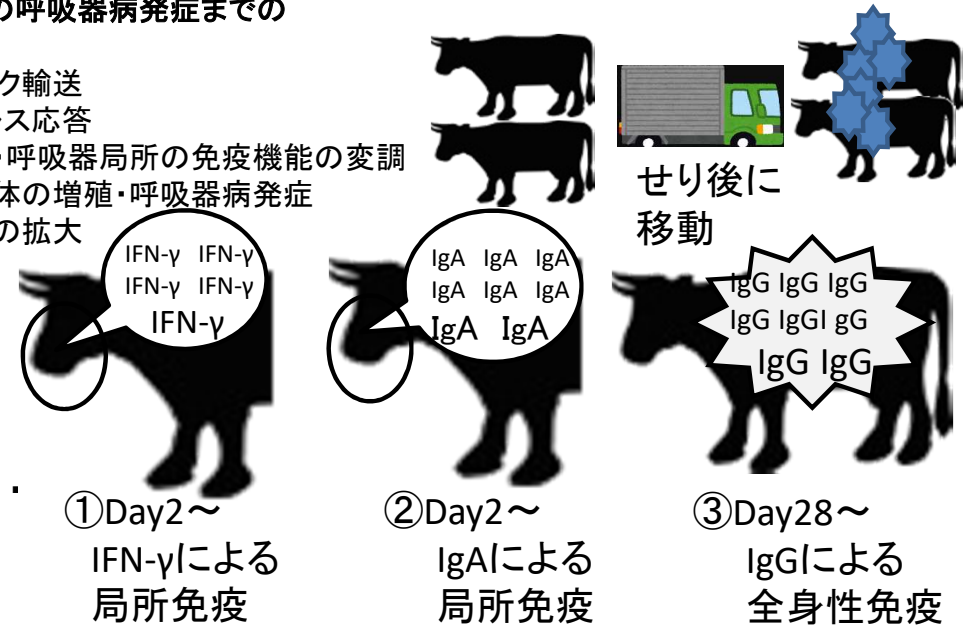 の呼吸器病発症までの
ク輸送
ス応答
・呼吸器局所の免疫機能の変調
体の増殖・呼吸器病発症
の拡大
せり後に
移動
IFN-γ IFN-γ
IFN-γ IFN-γ
IFN-γ
IgA IgA IgA
IgA IgA IgA
IgA IgA
IgG IgG IgG
IgG IgGI gG
IgG IgG
①Day2～
IFN-γによる
局所免疫
②Day2～
IgAによる
局所免疫
③Day28～
IgGによる
全身性免疫